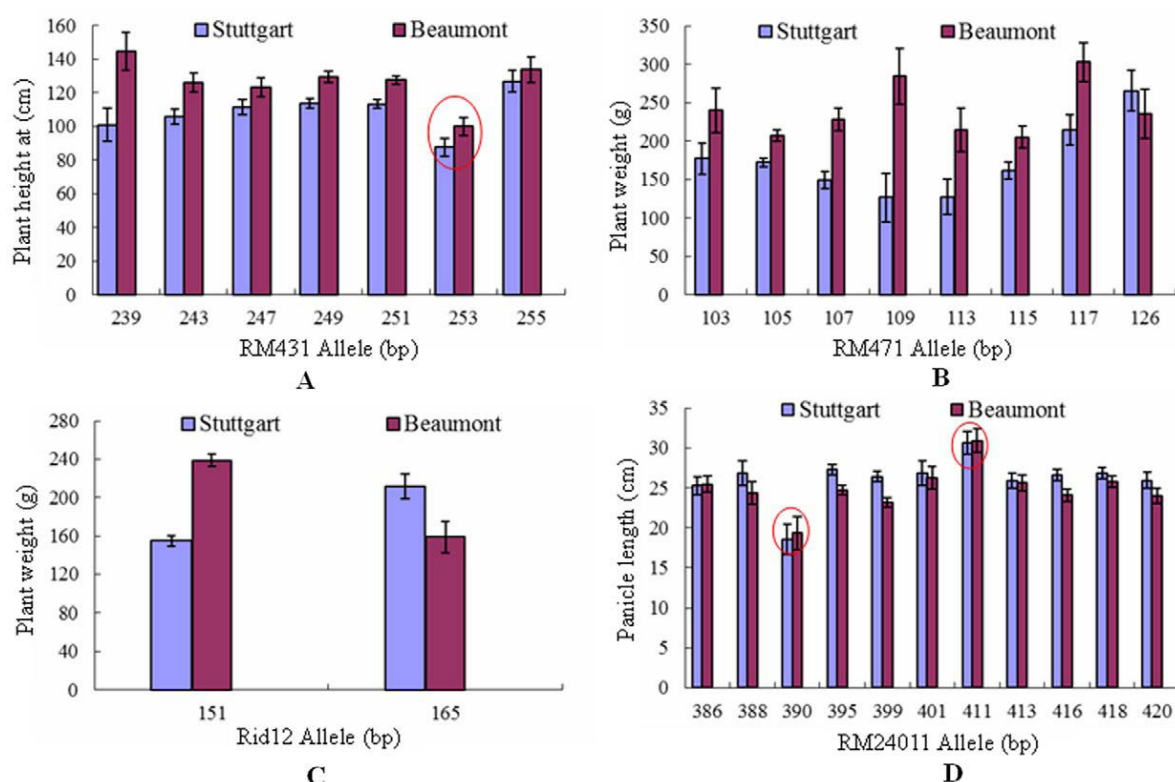 Stuttgart Beaumont
160
140
120
100
80
60
40
20
0
Plant height at (cm)
239 243 247 249 251 253 255
RM431 Allele (bp)
A
Stuttgart Beaumont
350
300
250
200
150
100
50
0
Plant weight (g)
103 105 107 109 113 115 117 126
RM471 Allele (bp)
B
Stuttgart Beaumont
280
240
200
160
120
80
40
0
Plant weight (g)
151 165
Rid12 Allele (bp)
C
Stuttgart Beaumont
35
30
25
20
15
10
5
0
Panicle length (cm)
386 388 390 395 399 401 411 413 416 418 420
RM24011 Allele (bp)
D